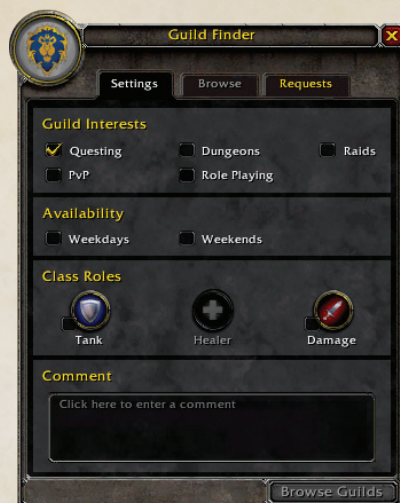 Guild Finder
Settings Browse Requests
Guild Interests
Questing Dungeons Raids
PvP Role Playing
Availability
Weekdays Weekends
Class Roles
Tank Healer Damage
Comment
Click here to enter a comment
Browse Guilds